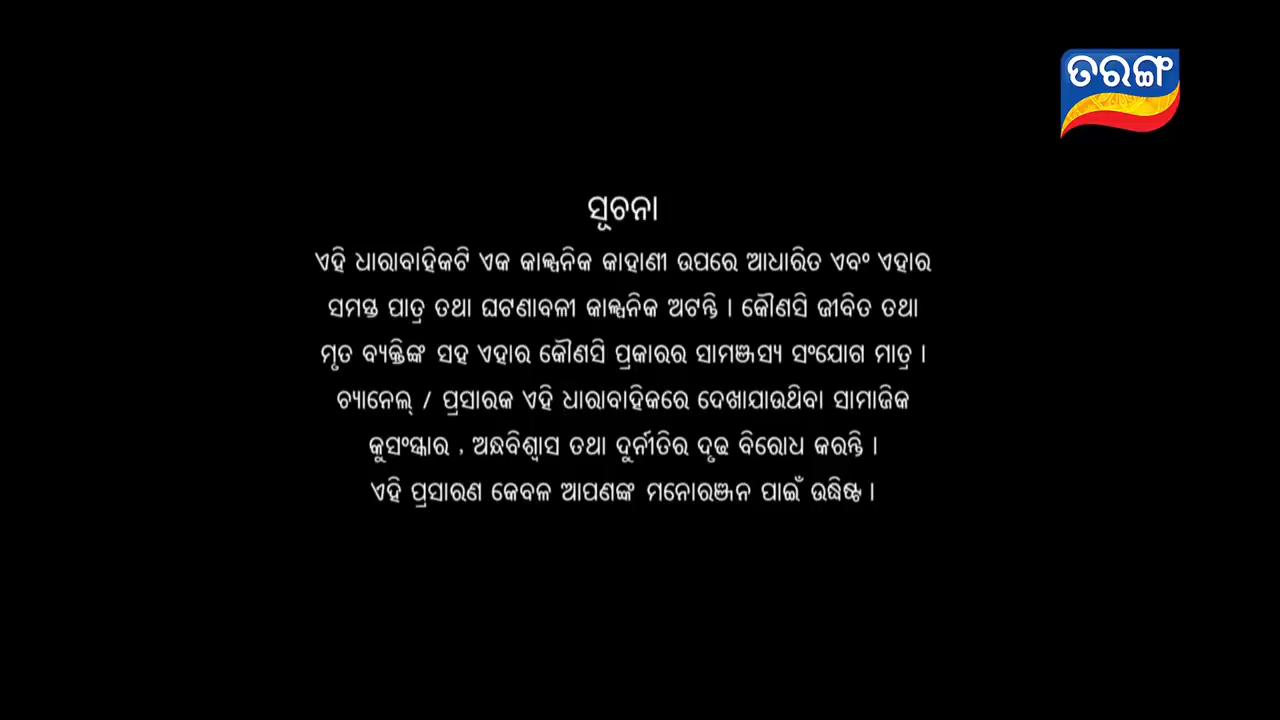 ତରଙ୍ଗ
ସୂଚନା
ଏହି ଧାରାବାହିକଟି ଏକ କାଳ୍ପନିକ କାହାଣୀ ଉପରେ ଆଧାରିତ ଏବଂ ଏହାର
ସମସ୍ତ ପାତ୍ର ତଥା ଘଟଣାବଳୀ କାଳ୍ପନିକ ଅଟନ୍ତି ।  କୌଣସି ଜୀବିତ ତଥା
ମୃତ ବ୍ୟକ୍ତିଙ୍କ ସହ ଏହାର କୌଣସି ପ୍ରକାରର ସାମଞ୍ଜସ୍ୟ ସଂଯୋଗ ମାତ୍ର ।
ଚ୍ୟାନେଲ୍ / ପ୍ରସାରକ ଏହି ଧାରାବାହିକରେ ଦେଖାଯାଉଥିବା ସାମାଜିକ
କୁସଂସ୍କାର , ଅନ୍ଧବିଶ୍ୱାସ ତଥା ଦୁର୍ନୀତିର ଦୃଢ ବିରୋଧ କରନ୍ତି ।
ଏହି ପ୍ରସାରଣ କେବଳ ଆପଣଙ୍କ ମନୋରଞ୍ଜନ ପାଇଁ ଉଦ୍ଧିଷ୍ଟ ।